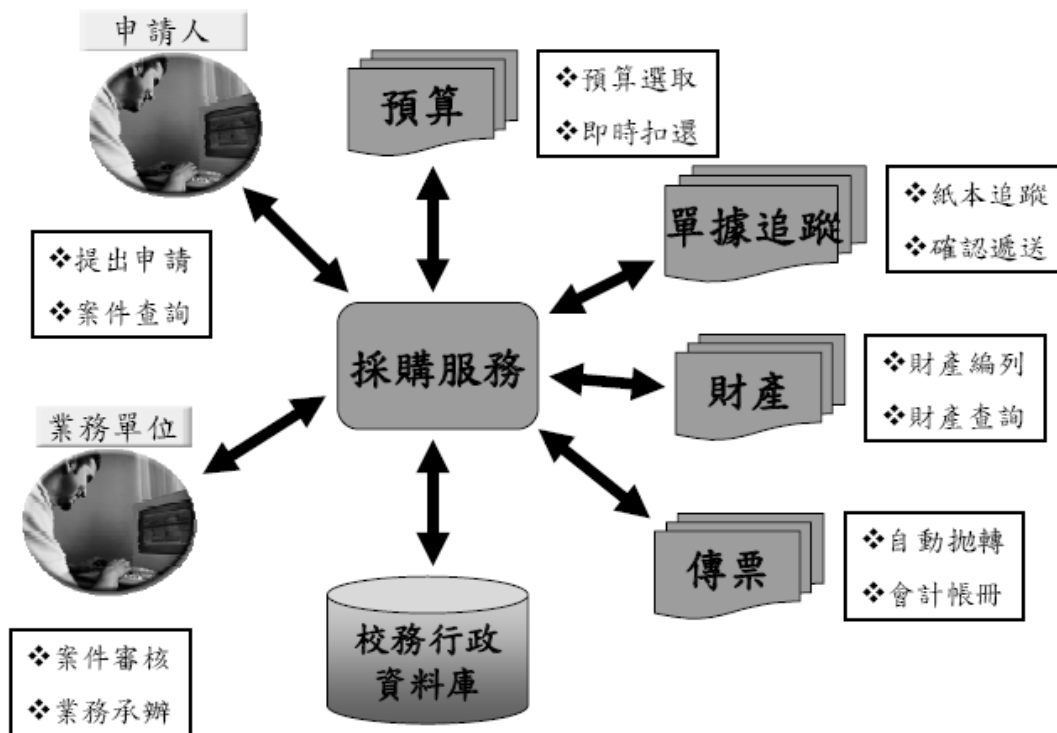 申請人
預算
❖預算選取
❖即時扣還
單據追蹤
❖紙本追蹤
❖確認遞送
❖提出申請
❖案件查詢
採購服務
財產
❖財產編列
❖財產查詢
業務單位
傳票
❖自動拋轉
❖會計帳冊
校務行政
資料庫
❖案件審核
❖業務承辦